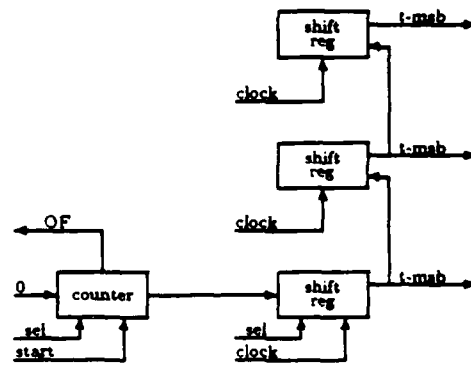 shift
reg
t-msb
clock
shift
reg
t-msb
clock
OF
0
counter
sel
start
shift
reg
t-msb
sel
clock